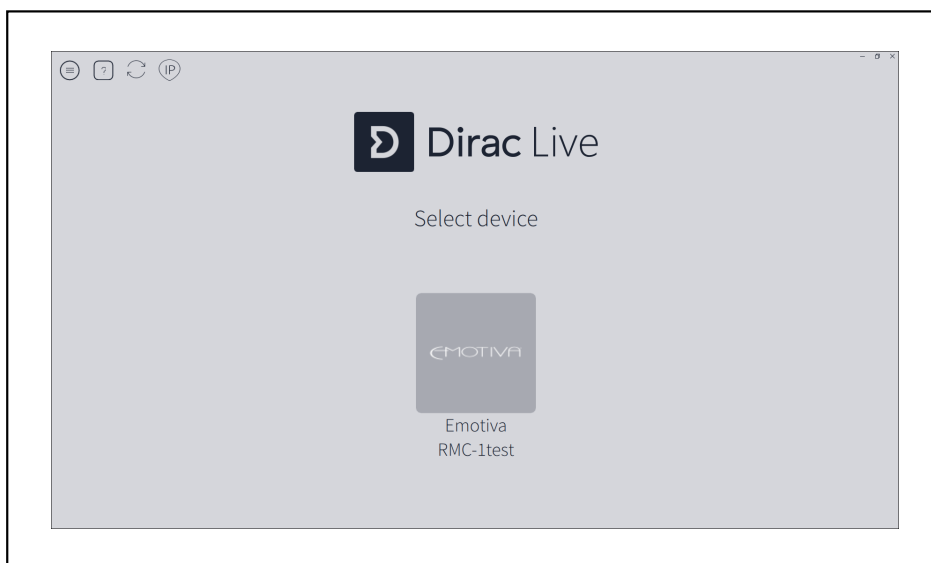 ?
IP
Dirac Live
Select device
EMOTIVA
Emotiva
RMC-1test